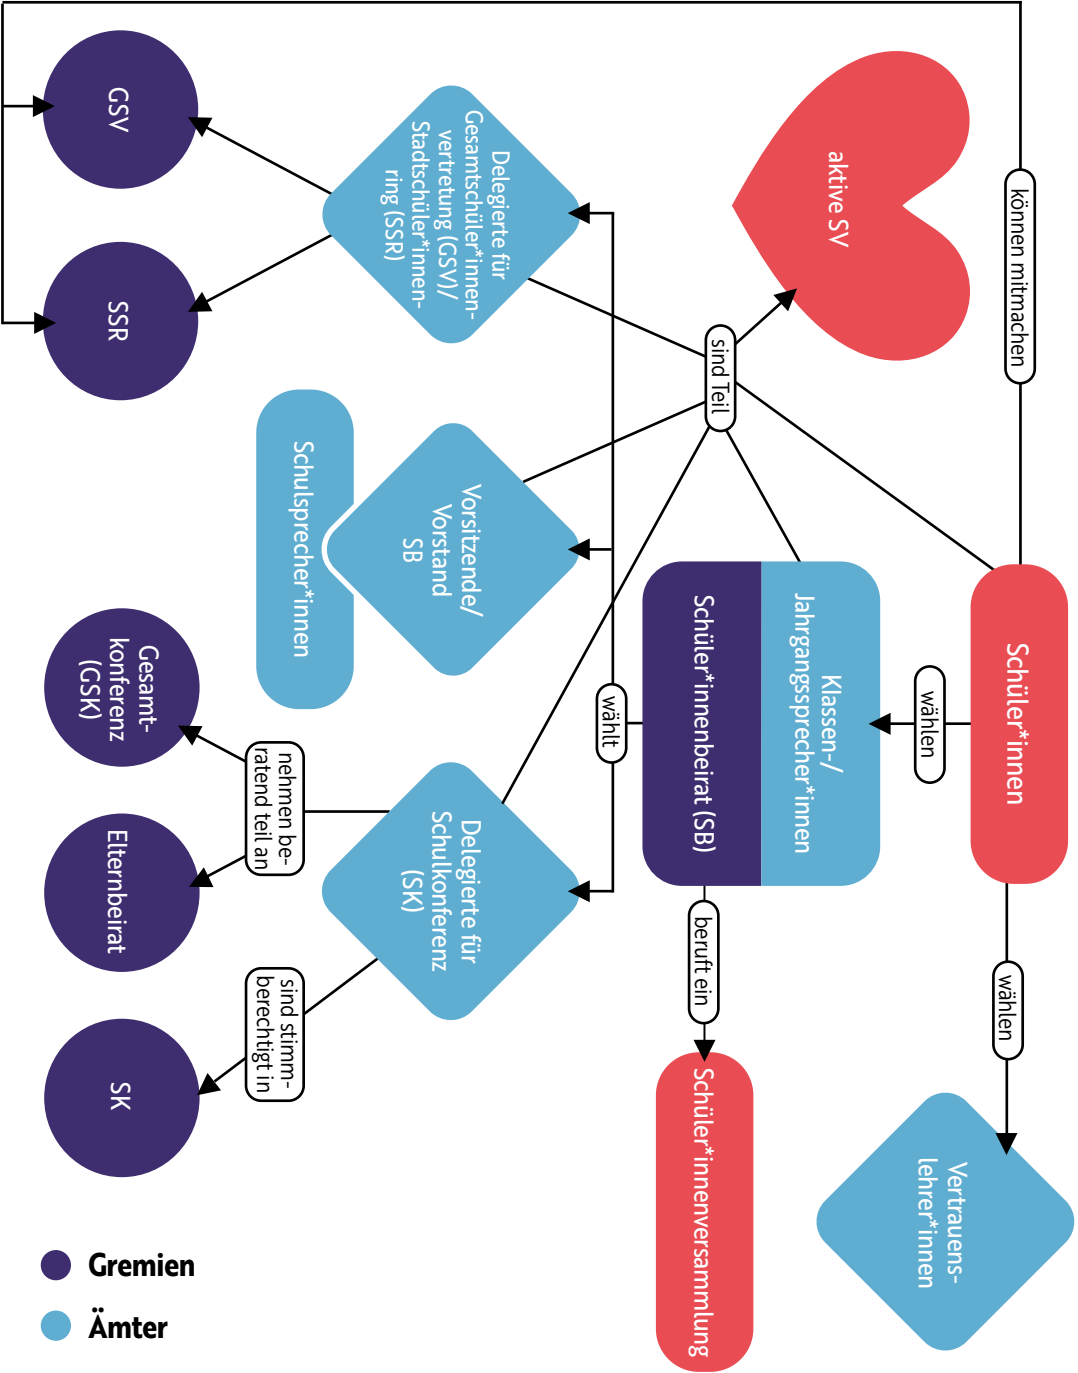 können mitmachen
Schüler*innen
wählen
Vertrauens-
lehrer*innen
wählen
Klassen-/
Jahrgangssprecher*innen
Schüler*innenbeirat (SB)
beruft ein
Schüler*innenversammlung
aktive SV
sind Teil
wählt
Delegierte für
Gesamtschüler*innen-
vertretung (GSV)/
Stadtschüler*innen-
ring (SSR)
Vorsitzende/
Vorstand
SB
Schulsprecher*innen
Delegierte für
Schulkonferenz
(SK)
nehmen be-
ratend teil an
sind stimm-
berechtigt in
GSV
SSR
Gesamt-
konferenz
(GSK)
Elternbeirat
SK
Gremien
Ämter